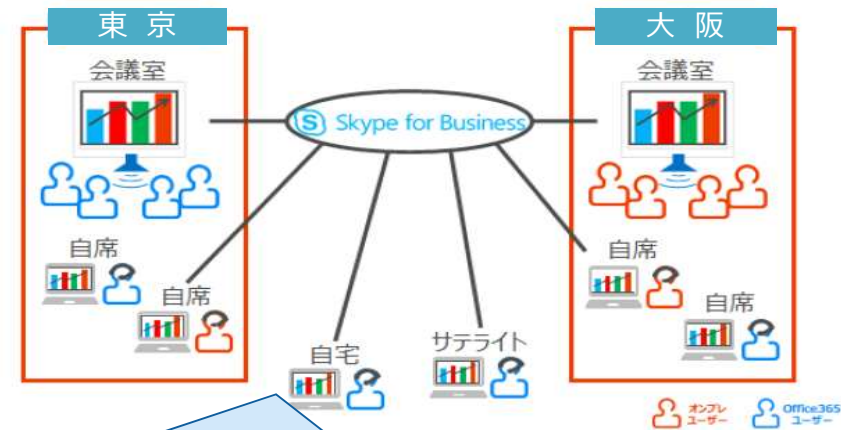 東 京
大 阪
会議室
会議室
S Skype for Business
自席
自席
自席
自席
自宅
サテライト
オンプレ
ユーザー
Office365
ユーザー